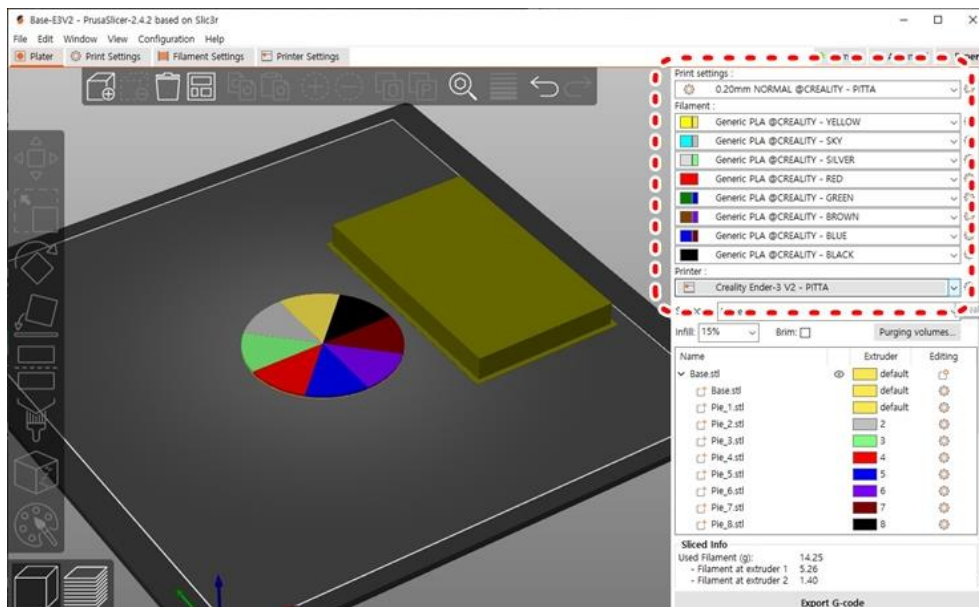 Base-E3V2 - PrusaSlicer-2.4.2 based on Slic3r
File Edit Window View Configuration Help
Plater Print Settings Filament Settings Printer Settings
Print settings :
0.20mm NORMAL @CREALITY - PITTA
Filament :
Generic PLA @CREALITY - YELLOW
Generic PLA @CREALITY - SKY
Generic PLA @CREALITY - SILVER
Generic PLA @CREALITY - RED
Generic PLA @CREALITY - GREEN
Generic PLA @CREALITY - BROWN
Generic PLA @CREALITY - BLUE
Generic PLA @CREALITY - BLACK
Printer :
Creality Ender-3 V2 - PITTA
Infill: 15% Brim: Purging volumes...
Name Extruder Editing
Base.stl default
Base.stl default
Pie_1.stl default
Pie_2.stl 2
Pie_3.stl 3
Pie_4.stl 4
Pie_5.stl 5
Pie_6.stl 6
Pie_7.stl 7
Pie_8.stl 8
Sliced Info
Used Filament (g): 14.25
- Filament at extruder 1 5.26
- Filament at extruder 2 1.40
Export G-code